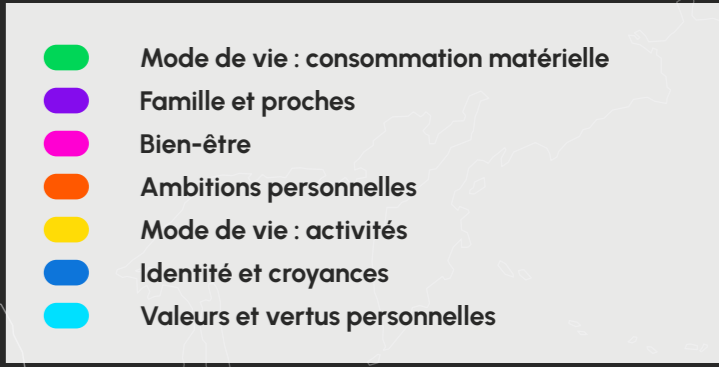 Mode de vie : consommation matérielle
Famille et proches
Bien-être
Ambitions personnelles
Mode de vie : activités
Identité et croyances
Valeurs et vertus personnelles